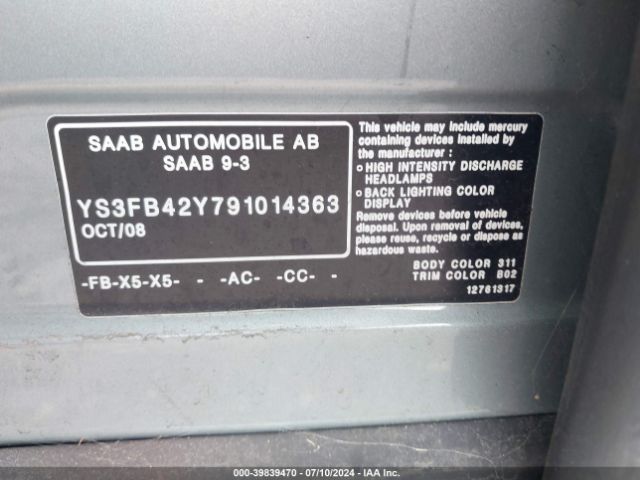 SAAB AUTOMOBILE AB
SAAB 9-3
YS3FB42Y791014363
OCT/08
-FB-X5-X5- - -AC- -CC- -
This vehicle may include mercury
containing devices installed by
the manufacturer :
o HIGH INTENSITY DISCHARGE
HEADLAMPS
o BACK LIGHTING COLOR
DISPLAY
Remove devices before vehicle
disposal. Upon removal of devices,
please reuse, recycle or dispose as
hazardous waste.
BODY COLOR 311
TRIM COLOR B02
12761317
000-39839470 - 07/10/2024 - IAA Inc.